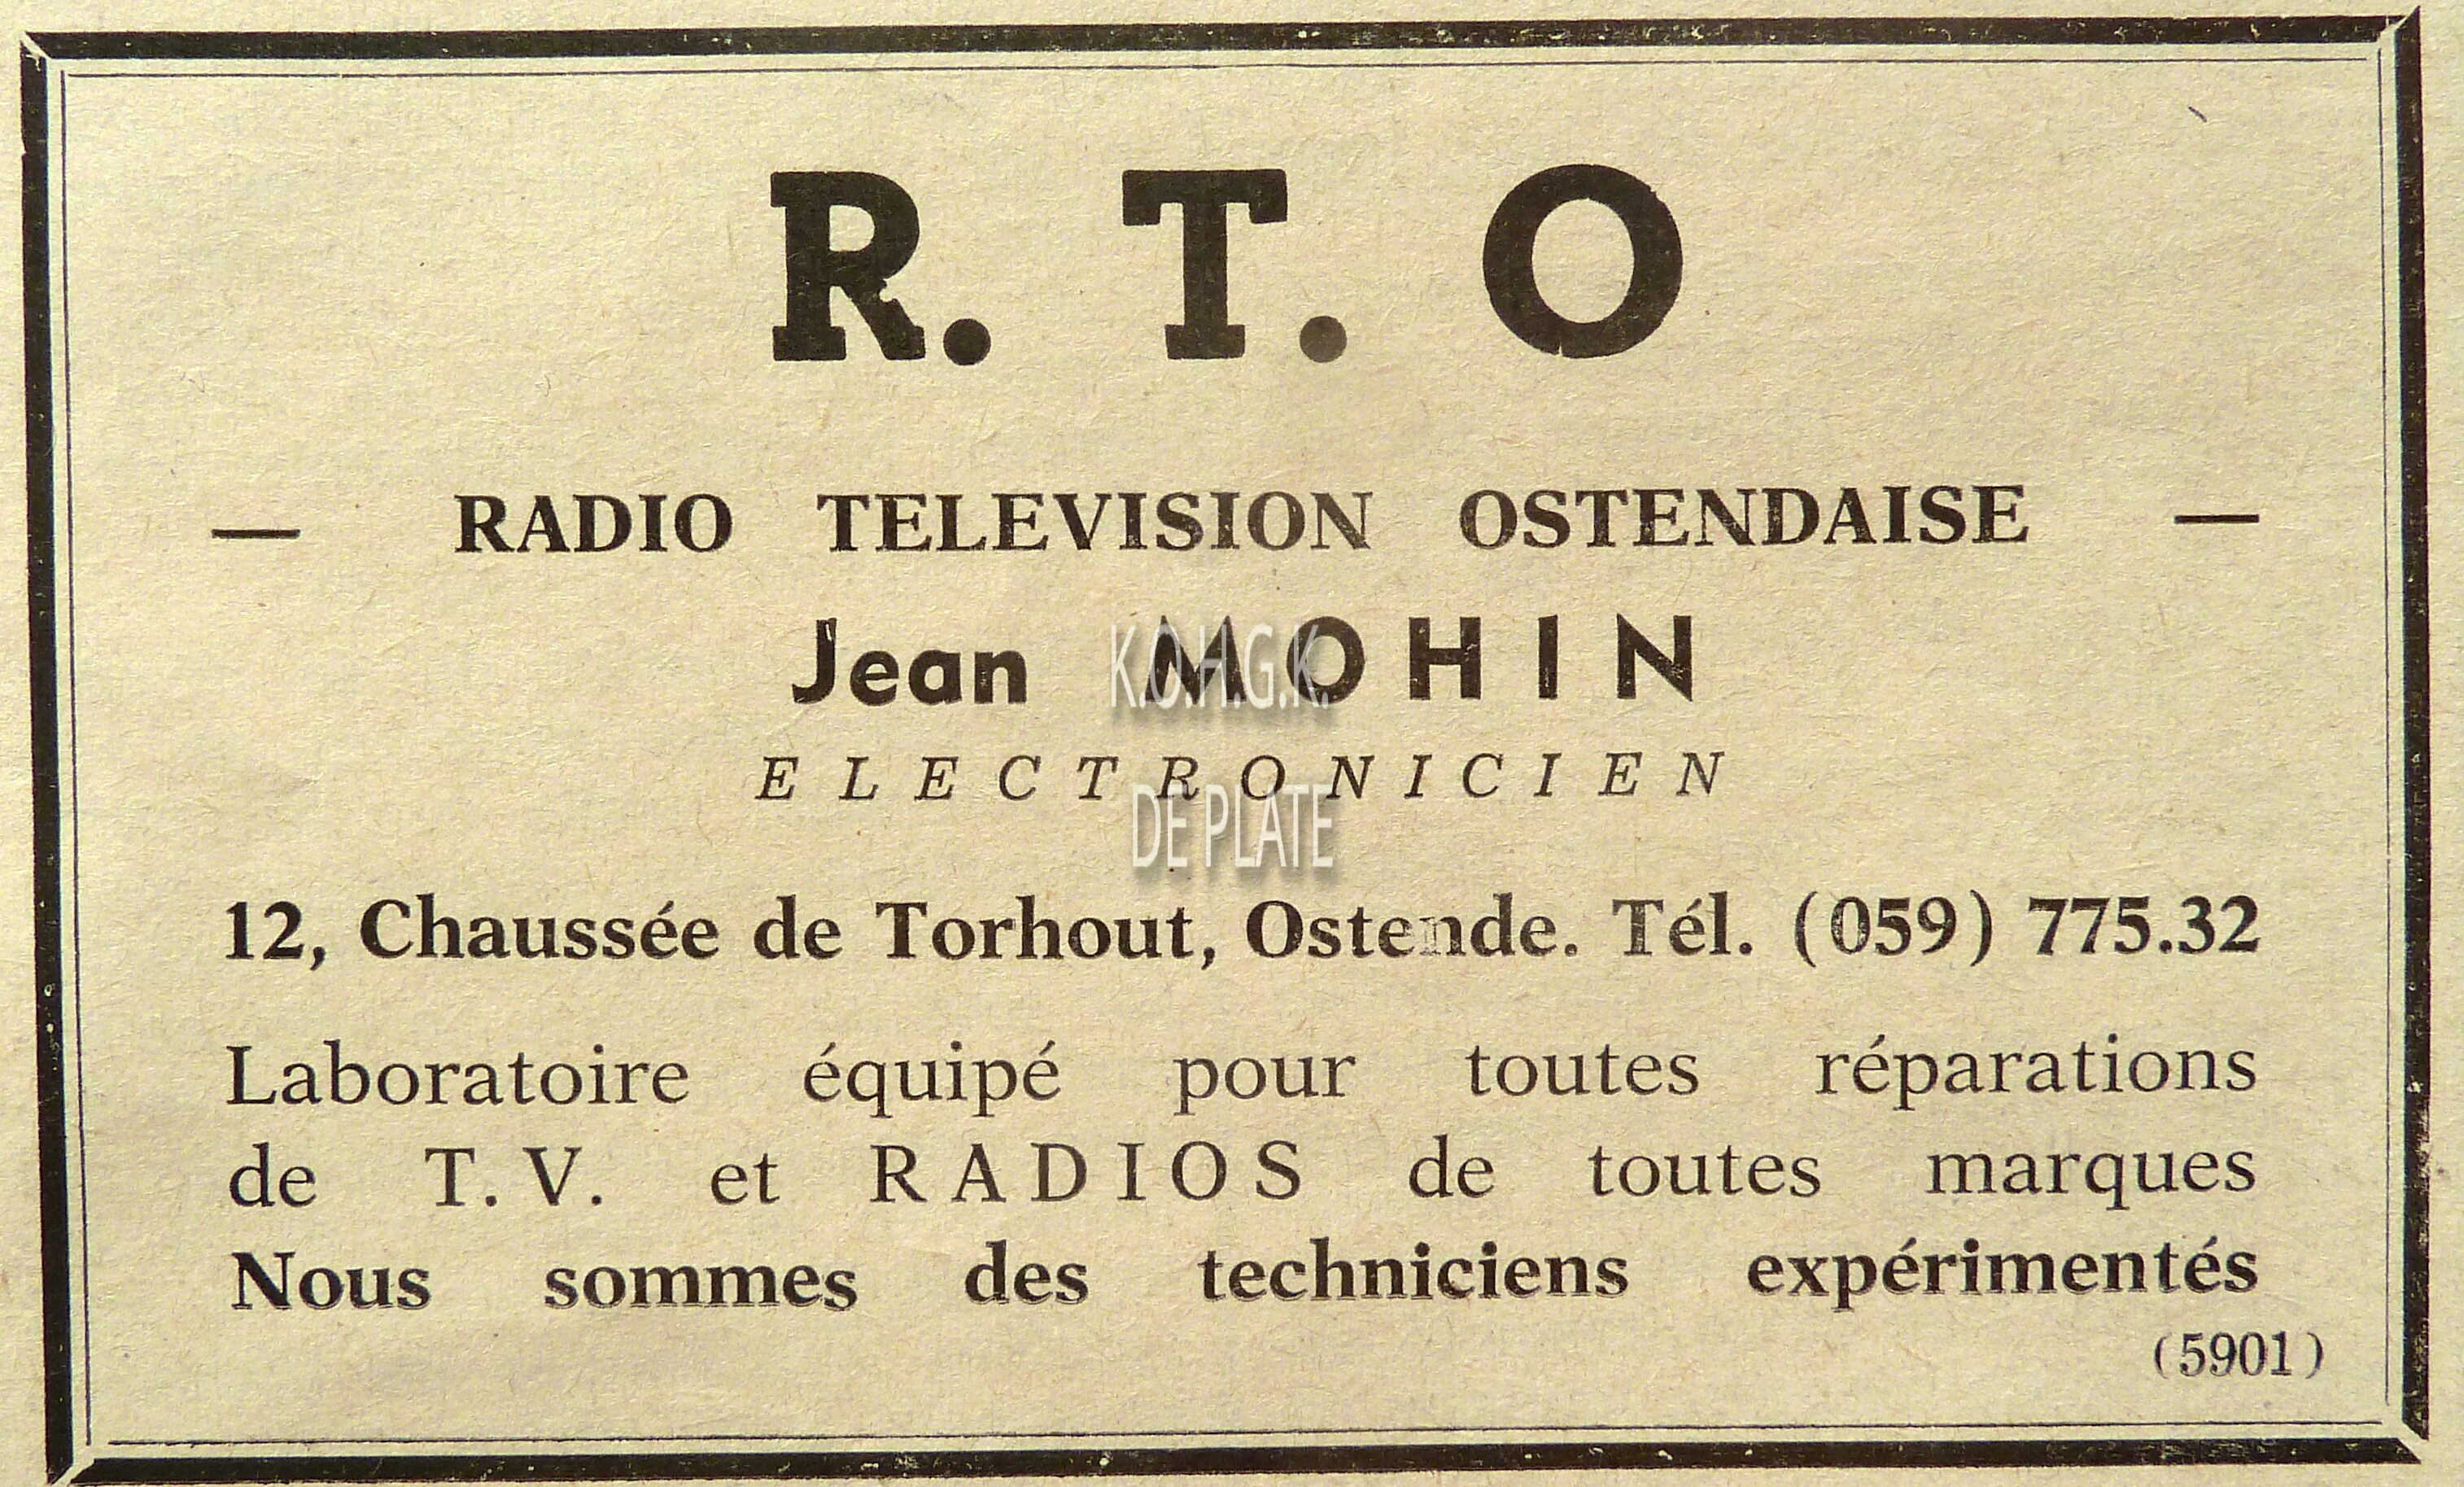 R. T. O
— RADIO TELEVISION OSTENDAISE —
Jean MOHIN
K.O.H.G.K.
ELECTRONICIEN
DE PLATE
12, Chaussée de Torhout, Ostende. Tél. (059) 775.32
Laboratoire équipé pour toutes réparations
de T.V. et RADIOS de toutes marques
Nous sommes des techniciens expérimentés
(5901)